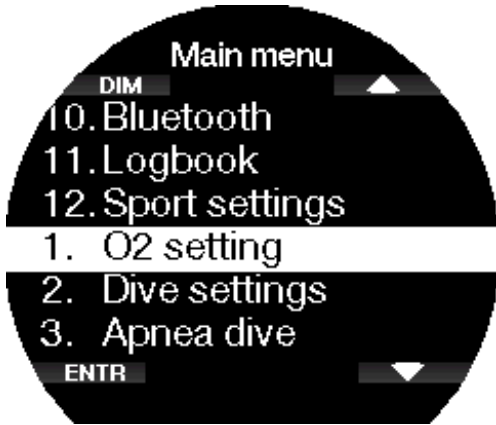 Main menu
DIM
10. Bluetooth
11. Logbook
12. Sport settings
1. O2 setting
2. Dive settings
3. Apnea dive
ENTR